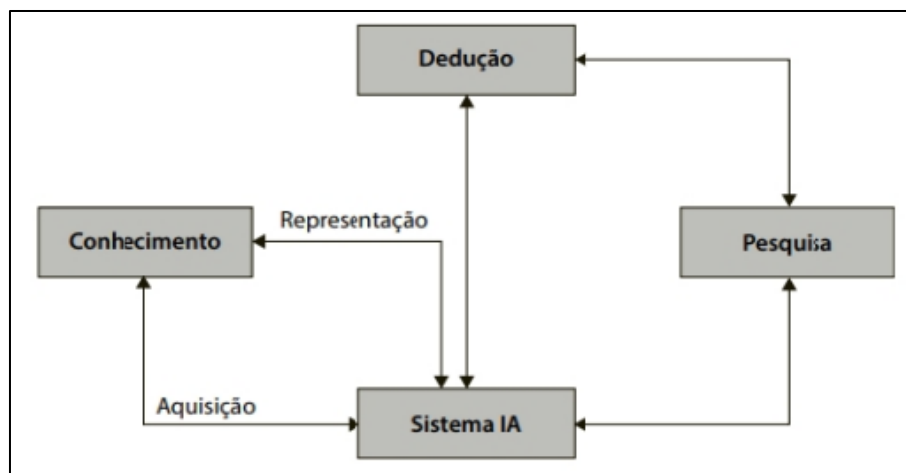 Dedução
Representação
Conhecimento
Pesquisa
Aquisição
Sistema IA